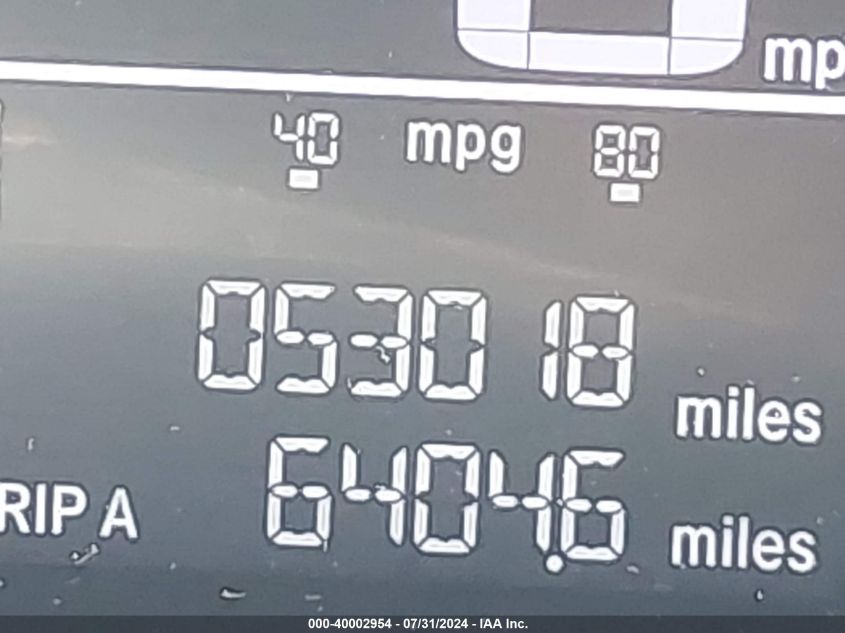 mp
40 mpg 80
053018 miles
RIP A 6404.6 miles
000-40002954 - 07/31/2024 - IAA Inc.